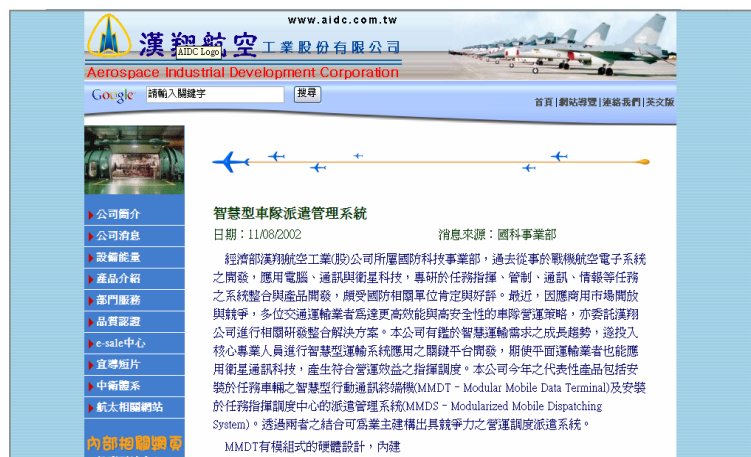 www.aidc.com.tw
漢翔航空工業股份有限公司
AIDC Logo
Aerospace Industrial Development Corporation
Google 請輸入關鍵字 搜尋
首頁|網站導覽|連絡我們|英文版
公司簡介
公司消息
設備能量
產品介紹
部門服務
品質認證
e-sale中心
宣導短片
中衛體系
航太相關網站
內部相關網頁
智慧型車隊派遣管理系統
日期：11/08/2002 消息來源：國科事業部
經濟部漢翔航空工業(股)公司所屬國防科技事業部，過去從事於戰機航空電子系統
之開發，應用電腦、通訊與衛星科技，專研於任務指揮、管制、通訊、情報等任務
之系統整合與產品開發，頗受國防相關單位肯定與好評。最近，因應商用市場開放
與競爭，多位交通運輸業者為達更高效能與高安全性的車隊營運策略，亦委託漢翔
公司進行相關研發整合解決方案。本公司有鑑於智慧運輸需求之成長趨勢，遂投入
核心專業人員進行智慧型運輸系統應用之關鍵平台開發，期使平面運輸業者也能應
用衛星通訊科技，產生符合營運效益之指揮調度。本公司今年之代表性產品包括安
裝於任務車輛之智慧型行動通訊終端機(MMDT - Modular Mobile Data Terminal)及安裝
於任務指揮調度中心的派遣管理系統(MMDS - Modularized Mobile Dispatching
System)。透過兩者之結合可為業主建構出具競爭力之營運調度派遣系統。
MMDT有模組式的硬體設計，內建